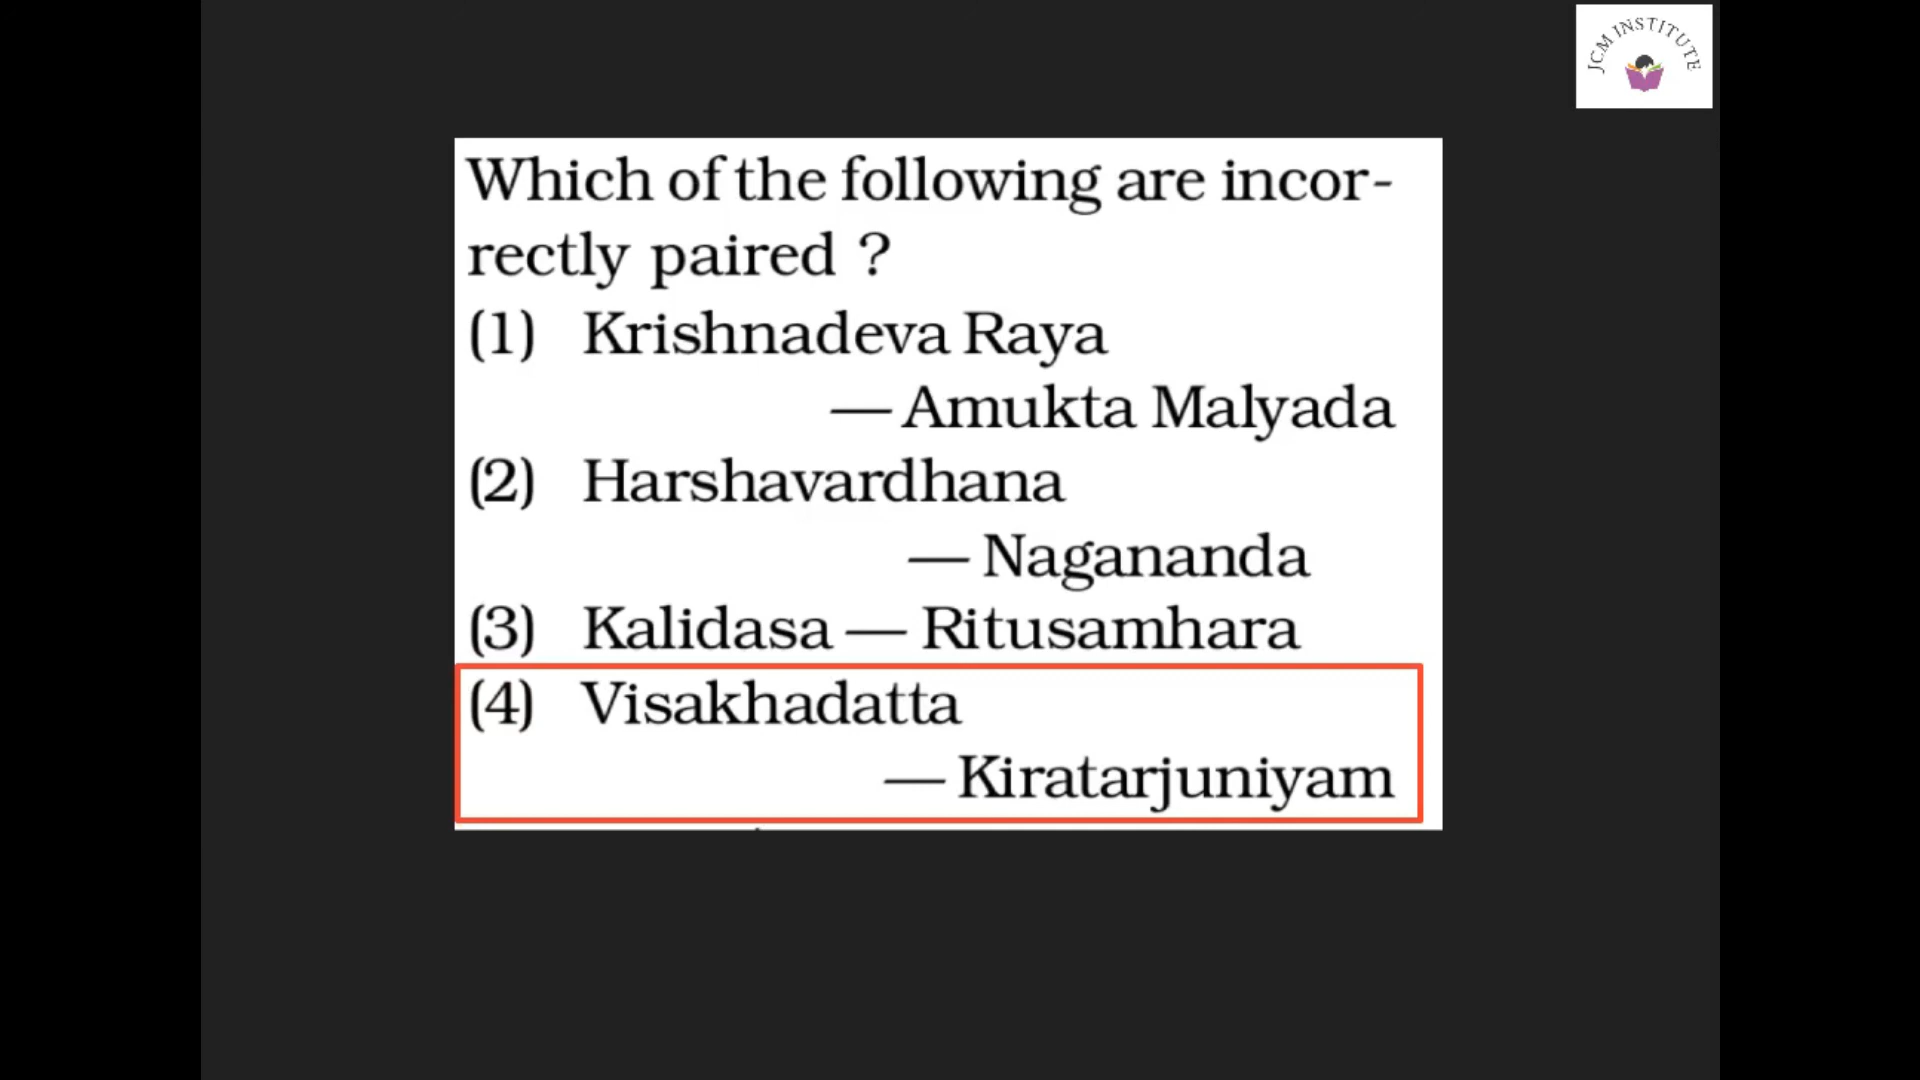 JCM INSTITUTE
Which of the following are incor-
rectly paired ?
(1) Krishnadeva Raya
— Amukta Malyada
(2) Harshavardhana
— Nagananda
(3) Kalidasa — Ritusamhara
(4) Visakhadatta
— Kiratarjuniyam